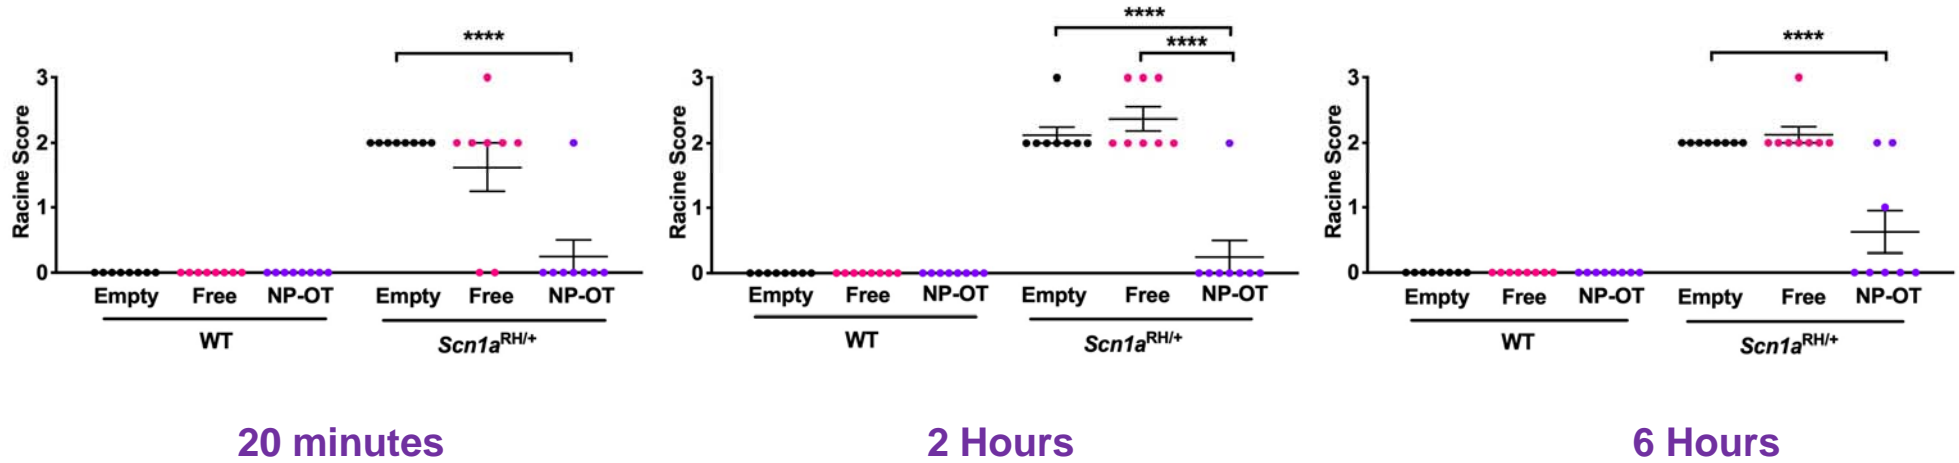 ****
3
2
1
0
Racine Score
Empty Free NP-OT Empty Free NP-OT
WT Scn1aRH/+
20 minutes
****
****
3
2
1
0
Racine Score
Empty Free NP-OT Empty Free NP-OT
WT Scn1aRH/+
2 Hours
****
3
2
1
0
Racine Score
Empty Free NP-OT Empty Free NP-OT
WT Scn1aRH/+
6 Hours